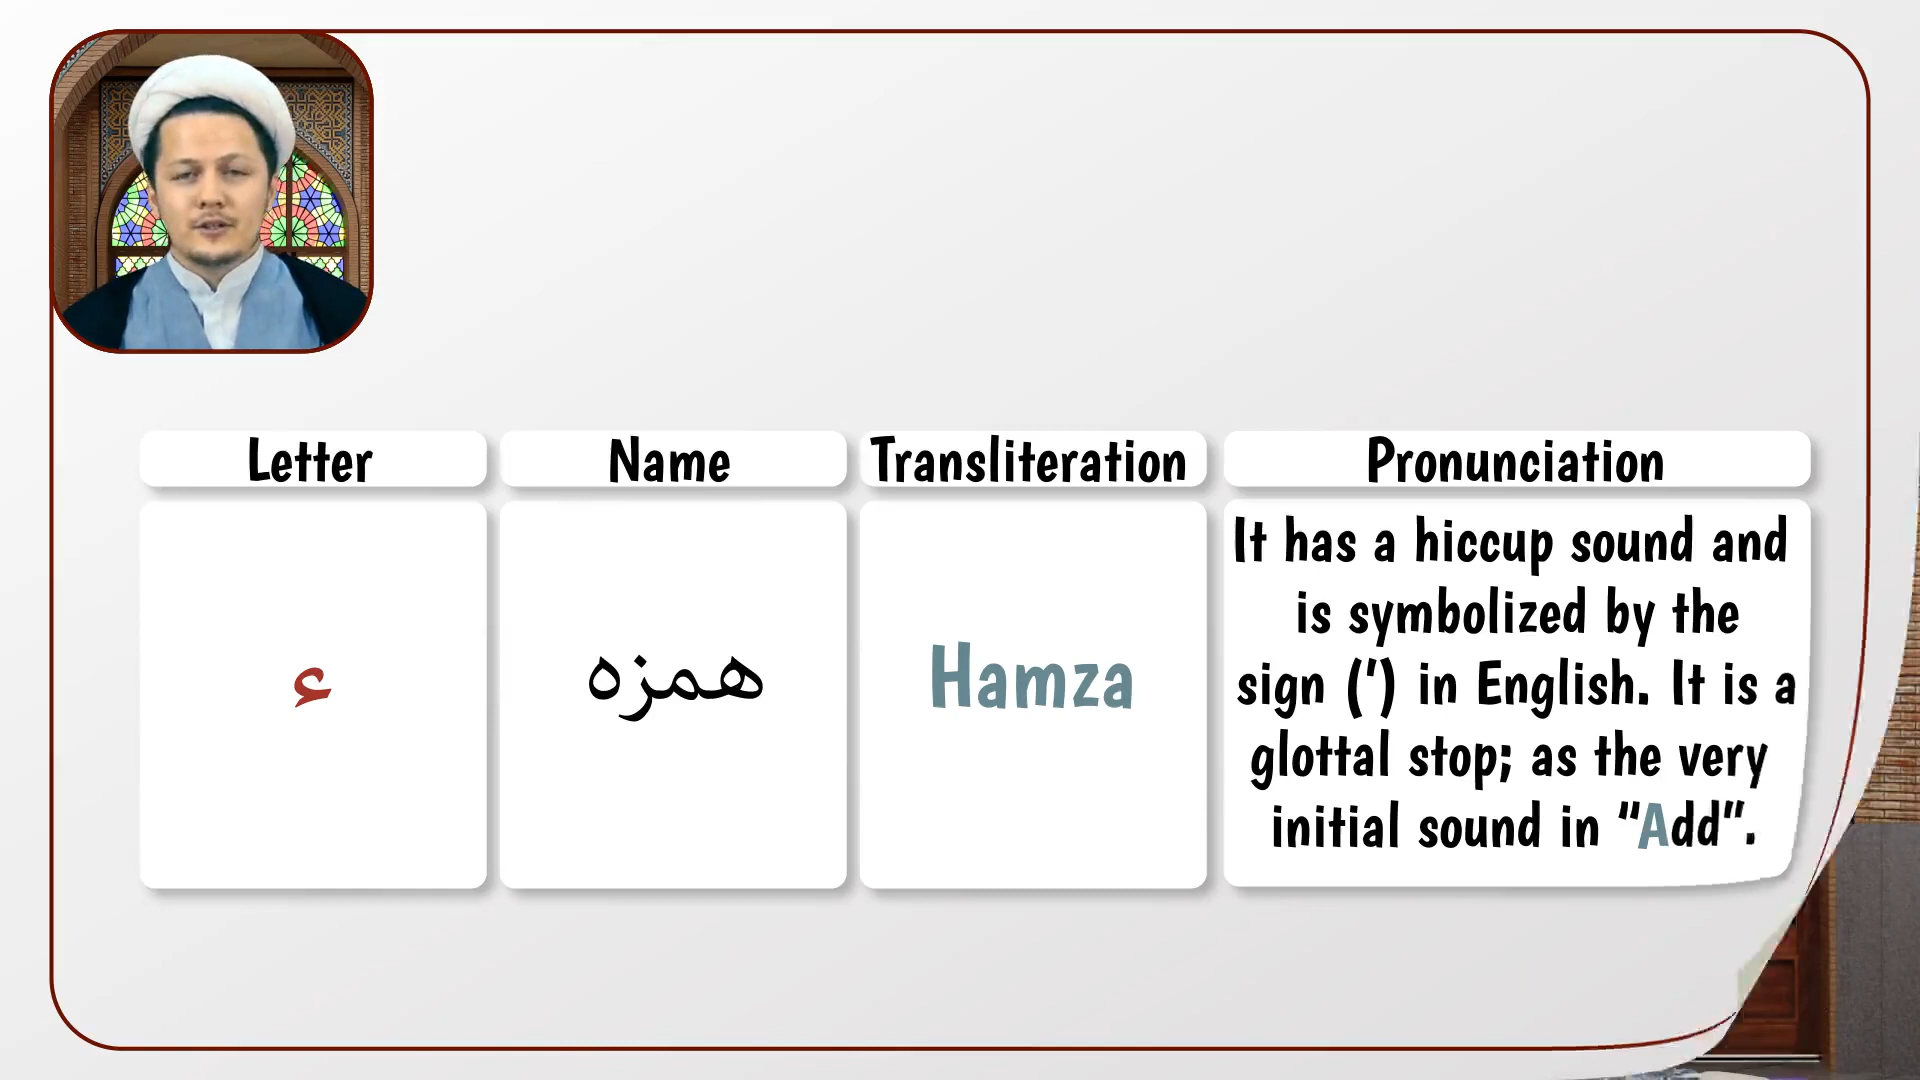 Letter
Name
Transliteration
Pronunciation
ء
همزه
Hamza
It has a hiccup sound and
is symbolized by the
sign (‘) in English. It is a
glottal stop; as the very
initial sound in “Add”.